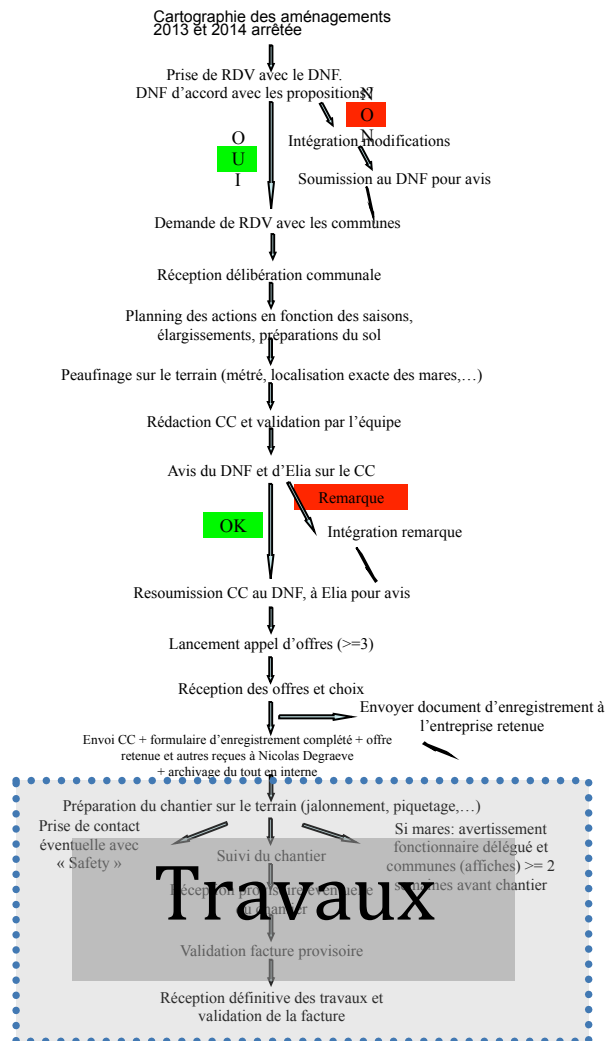 Cartographie des aménagements
2013 et 2014 arrêtée
Prise de RDV avec le DNF.
DNF d’accord avec les propositions?
N
O
N
O
U
I
Intégration modifications
Soumission au DNF pour avis
Demande de RDV avec les communes
Réception délibération communale
Planning des actions en fonction des saisons,
élargissements, préparations du sol
Peaufinage sur le terrain (métré, localisation exacte des mares,…)
Rédaction CC et validation par l’équipe
Avis du DNF et d’Elia sur le CC
Remarque
OK
Intégration remarque
Resoumission CC au DNF, à Elia pour avis
Lancement appel d’offres (>=3)
Réception des offres et choix
Envoyer document d’enregistrement à
l’entreprise retenue
Envoi CC + formulaire d’enregistrement complété + offre
retenue et autres reçues à Nicolas Degraeve
+ archivage du tout en interne
Préparation du chantier sur le terrain (jalonnement, piquetage,…)
Prise de contact
éventuelle avec
« Safety »
Si mares: avertissement
fonctionnaire délégué et
communes (affiches) >= 2
semaines avant chantier
Suivi du chantier
Réception provisoire éventuelle
du chantier
Travaux
Validation facture provisoire
Réception définitive des travaux et
validation de la facture